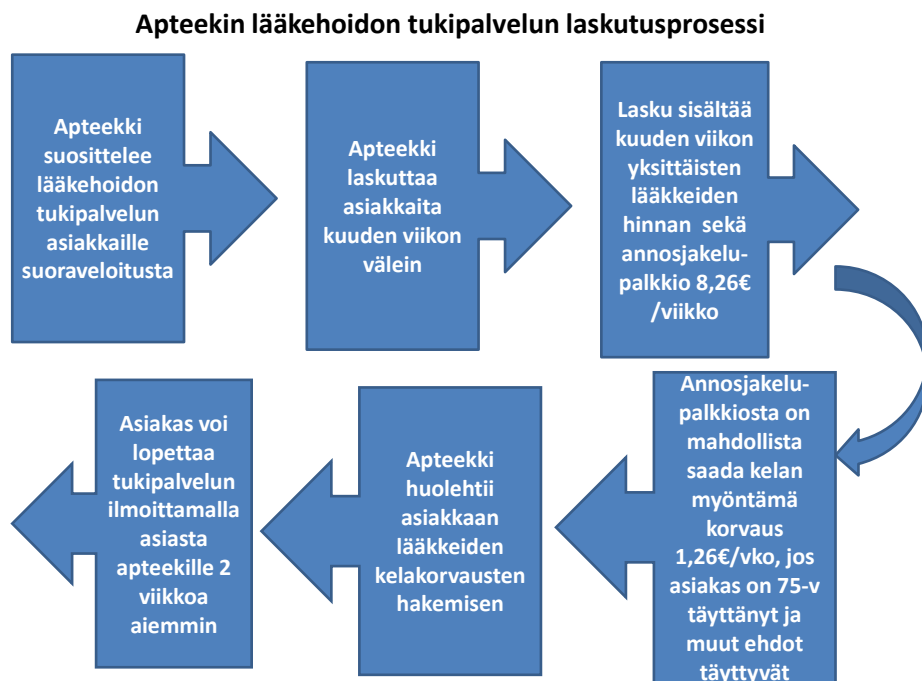 Apteekin lääkehoidon tukipalvelun laskutusprosessi
Apteekki
suosittelee
lääkehoidon
tukipalvelun
asiakkaille
suoraveloitusta
Apteekki
laskuttaa
asiakkaita
kuuden viikon
välein
Lasku sisältää
kuuden viikon
yksittäisten
lääkkeiden
hinnan sekä
annosjakelu-
palkkio 8,26€
/viikko
Annosjakelu-
palkkiosta on
mahdollista
saada kelan
myöntämä
korvaus
1,26€/vko, jos
asiakas on 75-v
täyttänyt ja
muut ehdot
täyttyvät
Apteekki
huolehtii
asiakkaan
lääkkeiden
kelakorvausten
hakemisen
Asiakas voi
lopettaa
tukipalvelun
ilmoittamalla
asiasta
apteekille 2
viikkoa
aiemmin